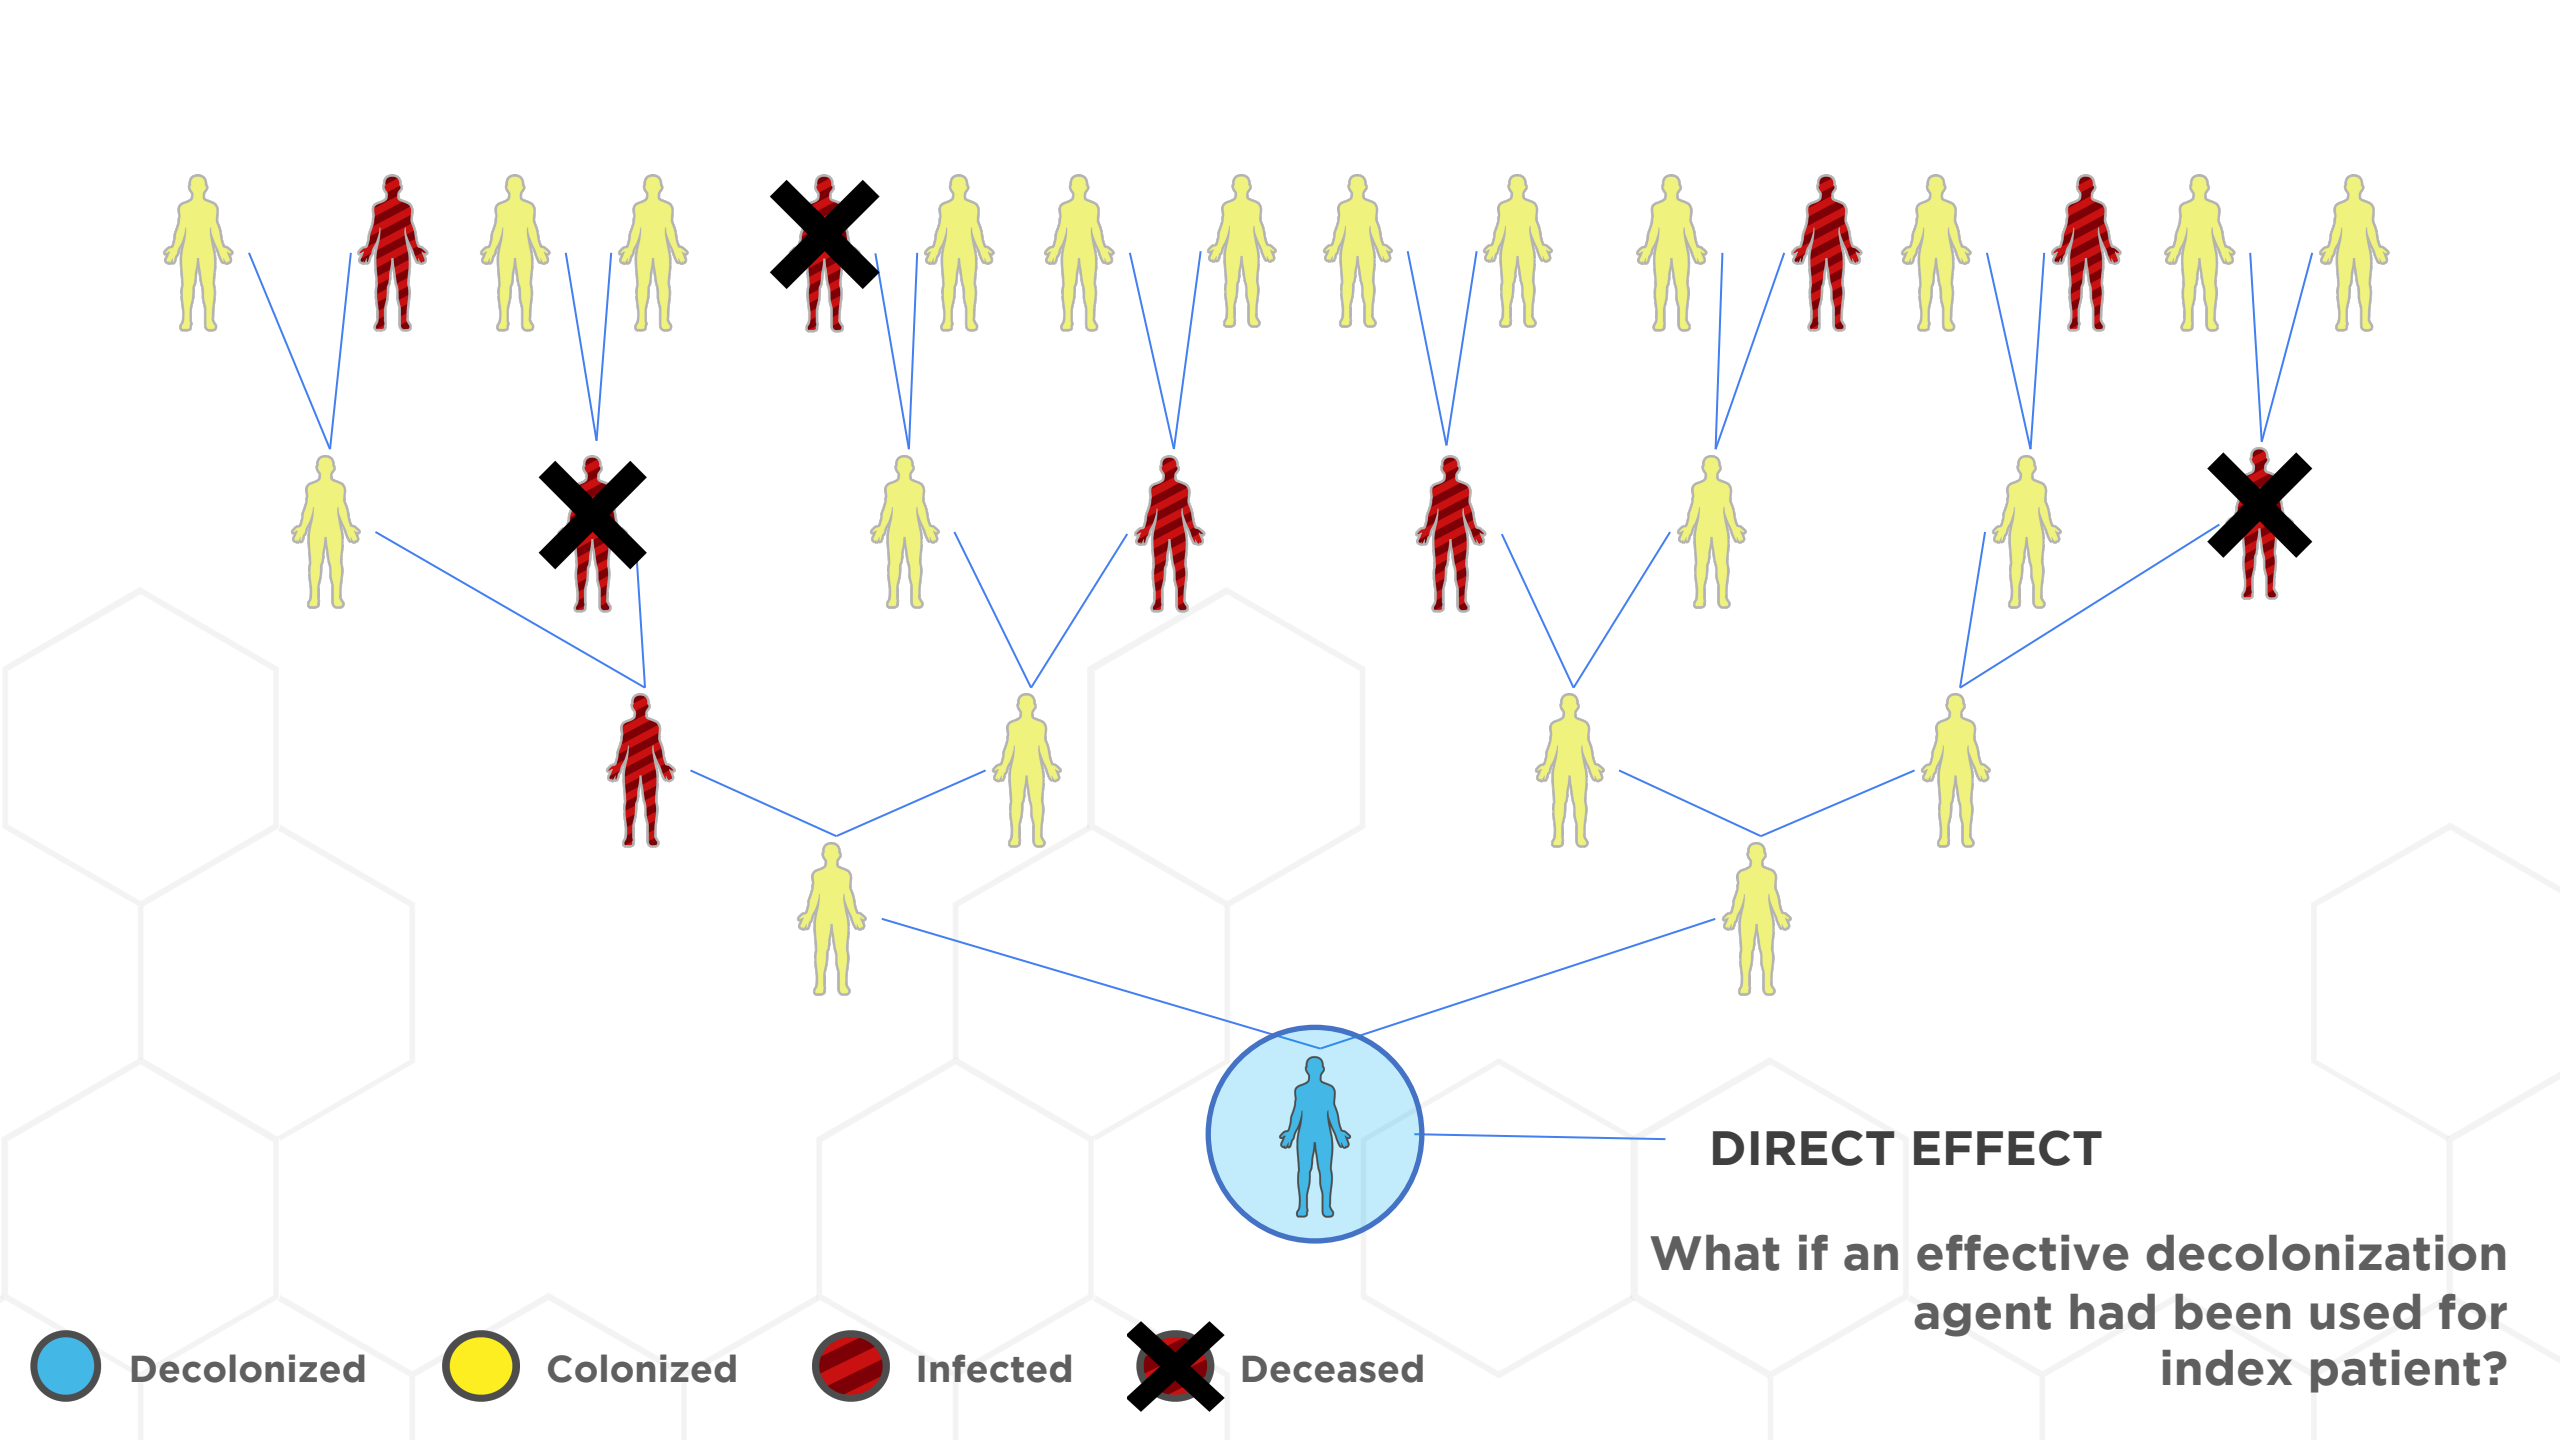 DIRECT EFFECT
What if an effective decolonization
agent had been used for
index patient?
Decolonized
Colonized
Infected
Deceased